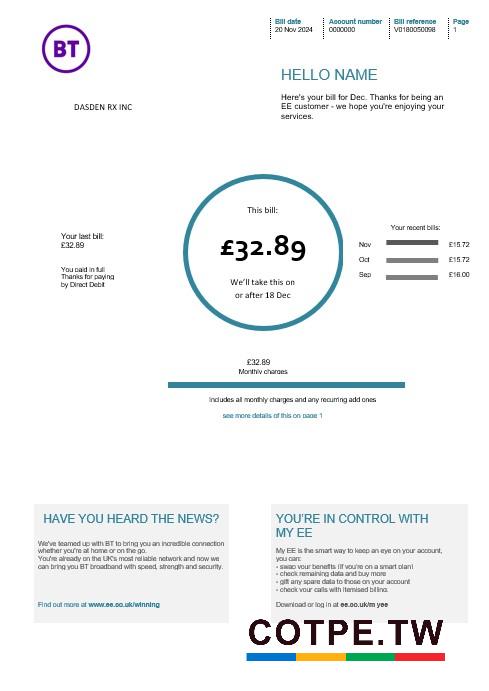 Bill date
20 Nov 2024
Account number
0000000
Bill reference
V0180050098
Page
1
BT
HELLO NAME
DASDEN RX INC
Here's your bill for Dec. Thanks for being an
EE customer - we hope you're enjoying your
services.
This bill:
£32.89
We'll take this on
or after 18 Dec
Your last bill:
£32.89
You paid in full
Thanks for paying
by Direct Debit
Your recent bills:
Nov £15.72
Oct £15.72
Sep £16.00
£32.89
Monthly charges
Includes all monthly charges and any recurring add ones
see more details of this on page 1
HAVE YOU HEARD THE NEWS?
We've teamed up with BT to bring you an incredible connection
whether you're at home or on the go.
You're already on the UK's most reliable network and now we
can bring you BT broadband with speed, strength and security.
Find out more at www.ee.co.uk/winning
YOU'RE IN CONTROL WITH
MY EE
My EE is the smart way to keep an eye on your account,
you can:
- swap your benefits (if you're on a smart plan)
- check remaining data and buy more
- gift any spare data to those on your account
- check your calls with itemised billing.
Download or log in at ee.oo.uk/m yee
COTPE.TW